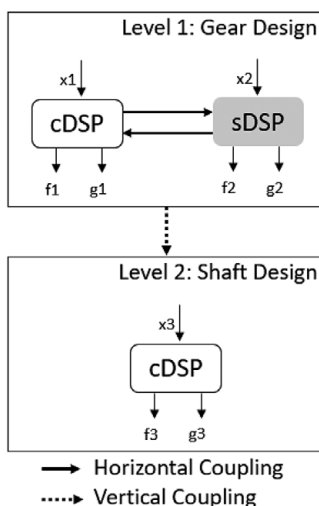 Level 1: Gear Design
x1 x2
cDSP sDSP
f1 g1 f2 g2
Level 2: Shaft Design
x3
cDSP
f3 g3
Horizontal Coupling
Vertical Coupling